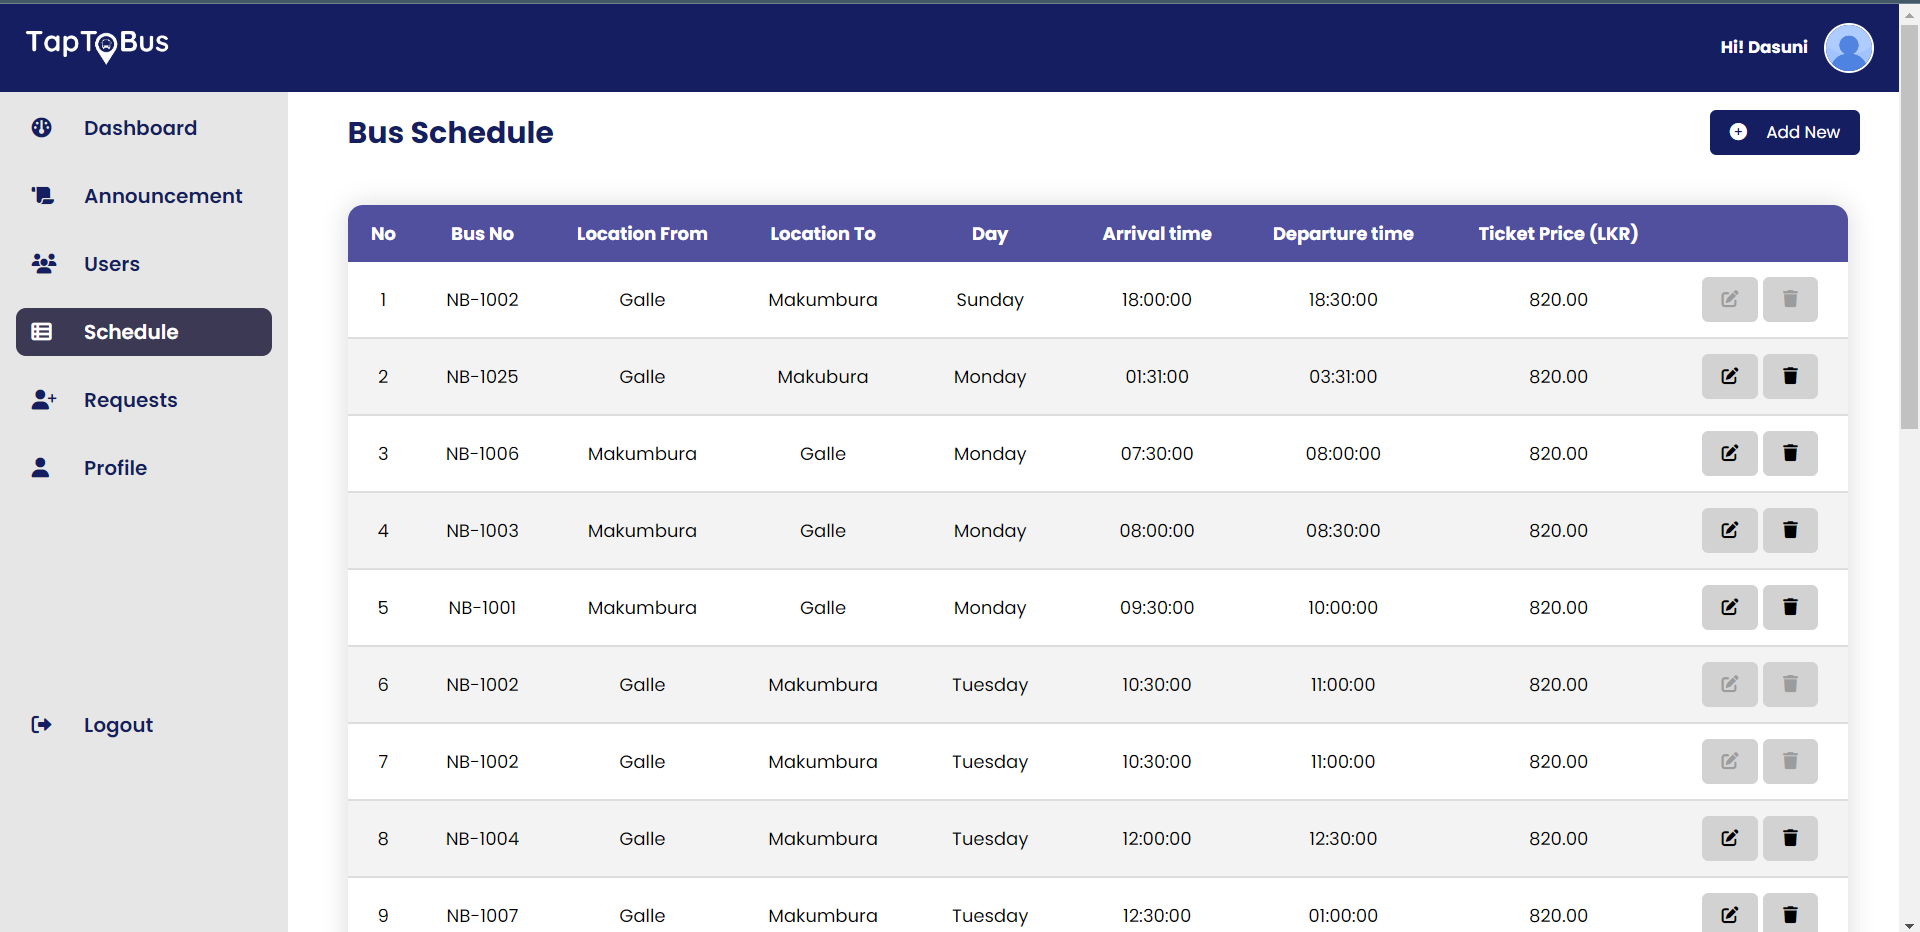 TapToBus
Hi! Dasuni
Dashboard
Announcement
Users
Schedule
Requests
Profile
Logout
Bus Schedule
Add New
No Bus No Location From Location To Day Arrival time Departure time Ticket Price (LKR)
1 NB-1002 Galle Makumbura Sunday 18:00:00 18:30:00 820.00
2 NB-1025 Galle Makubura Monday 01:31:00 03:31:00 820.00
3 NB-1006 Makumbura Galle Monday 07:30:00 08:00:00 820.00
4 NB-1003 Makumbura Galle Monday 08:00:00 08:30:00 820.00
5 NB-1001 Makumbura Galle Monday 09:30:00 10:00:00 820.00
6 NB-1002 Galle Makumbura Tuesday 10:30:00 11:00:00 820.00
7 NB-1002 Galle Makumbura Tuesday 10:30:00 11:00:00 820.00
8 NB-1004 Galle Makumbura Tuesday 12:00:00 12:30:00 820.00
9 NB-1007 Galle Makumbura Tuesday 12:30:00 01:00:00 820.00